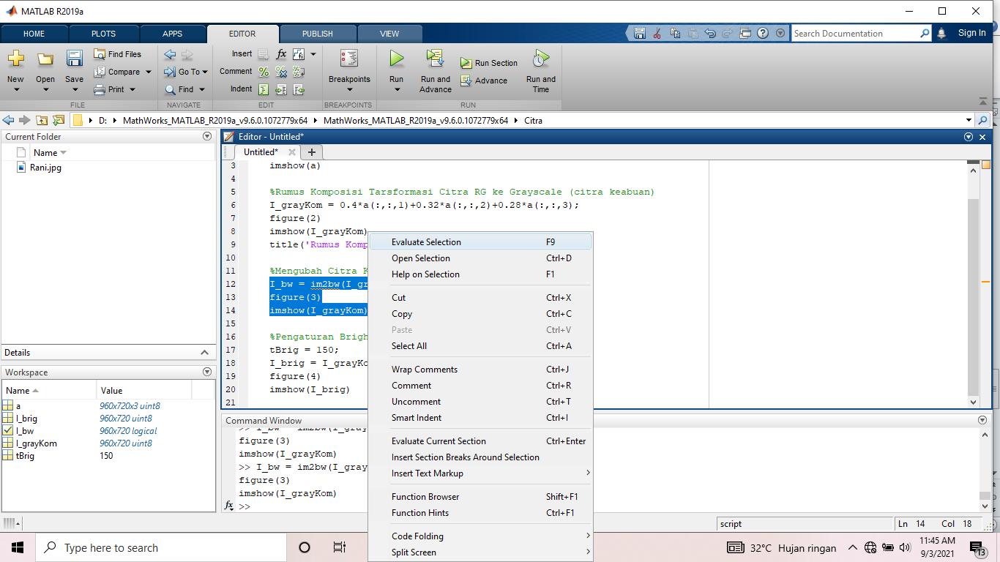 MATLAB R2019a
HOME PLOTS APPS EDITOR PUBLISH VIEW
Search Documentation
Sign In
New Open Save Find Files Compare Print
Go To Find
Insert fx
Comment
Indent
Breakpoints
Run Run and Advance Run Section Advance Run and Time
FILE NAVIGATE EDIT BREAKPOINTS RUN
D: MathWorks_MATLAB_R2019a_v9.6.0.1072779x64 MathWorks_MATLAB_R2019a_v9.6.0.1072779x64 Citra
Current Folder
Name
Rani.jpg
Details
Workspace
Name Value
a 960x720x3 uint8
I_brig 960x720 uint8
I_bw 960x720 logical
I_grayKom 960x720 uint8
tBrig 150
Editor - Untitled*
Untitled*
3 imshow(a)
4
5 %Rumus Komposisi Tarsformasi Citra RG ke Grayscale (citra keabuan)
6 I_grayKom = 0.4*a(:,:,1)+0.32*a(:,:,2)+0.28*a(:,:,3);
7 figure(2)
8 imshow(I_grayKom)
9 title('Rumus Komp
10
11 %Mengubah Citra K
12 I_bw = im2bw(I_gr
13 figure(3)
14 imshow(I_grayKom)
15
16 %Pengaturan Brigh
17 tBrig = 150;
18 I_brig = I_grayKo
19 figure(4)
20 imshow(I_brig)
21
Evaluate Selection F9
Open Selection Ctrl+D
Help on Selection F1
Cut Ctrl+X
Copy Ctrl+C
Paste Ctrl+V
Select All Ctrl+A
Wrap Comments Ctrl+J
Comment Ctrl+R
Uncomment Ctrl+T
Smart Indent Ctrl+I
Evaluate Current Section Ctrl+Enter
Insert Section Breaks Around Selection
Insert Text Markup
Function Browser Shift+F1
Function Hints Ctrl+F1
Code Folding
Split Screen
Command Window
>> I_bw = im2bw(I_gray
figure(3)
imshow(I_grayKom)
>> I_bw = im2bw(I_gray
figure(3)
imshow(I_grayKom)
fx >>
script Ln 14 Col 18
Type here to search
32°C Hujan ringan
11:45 AM
9/3/2021
13